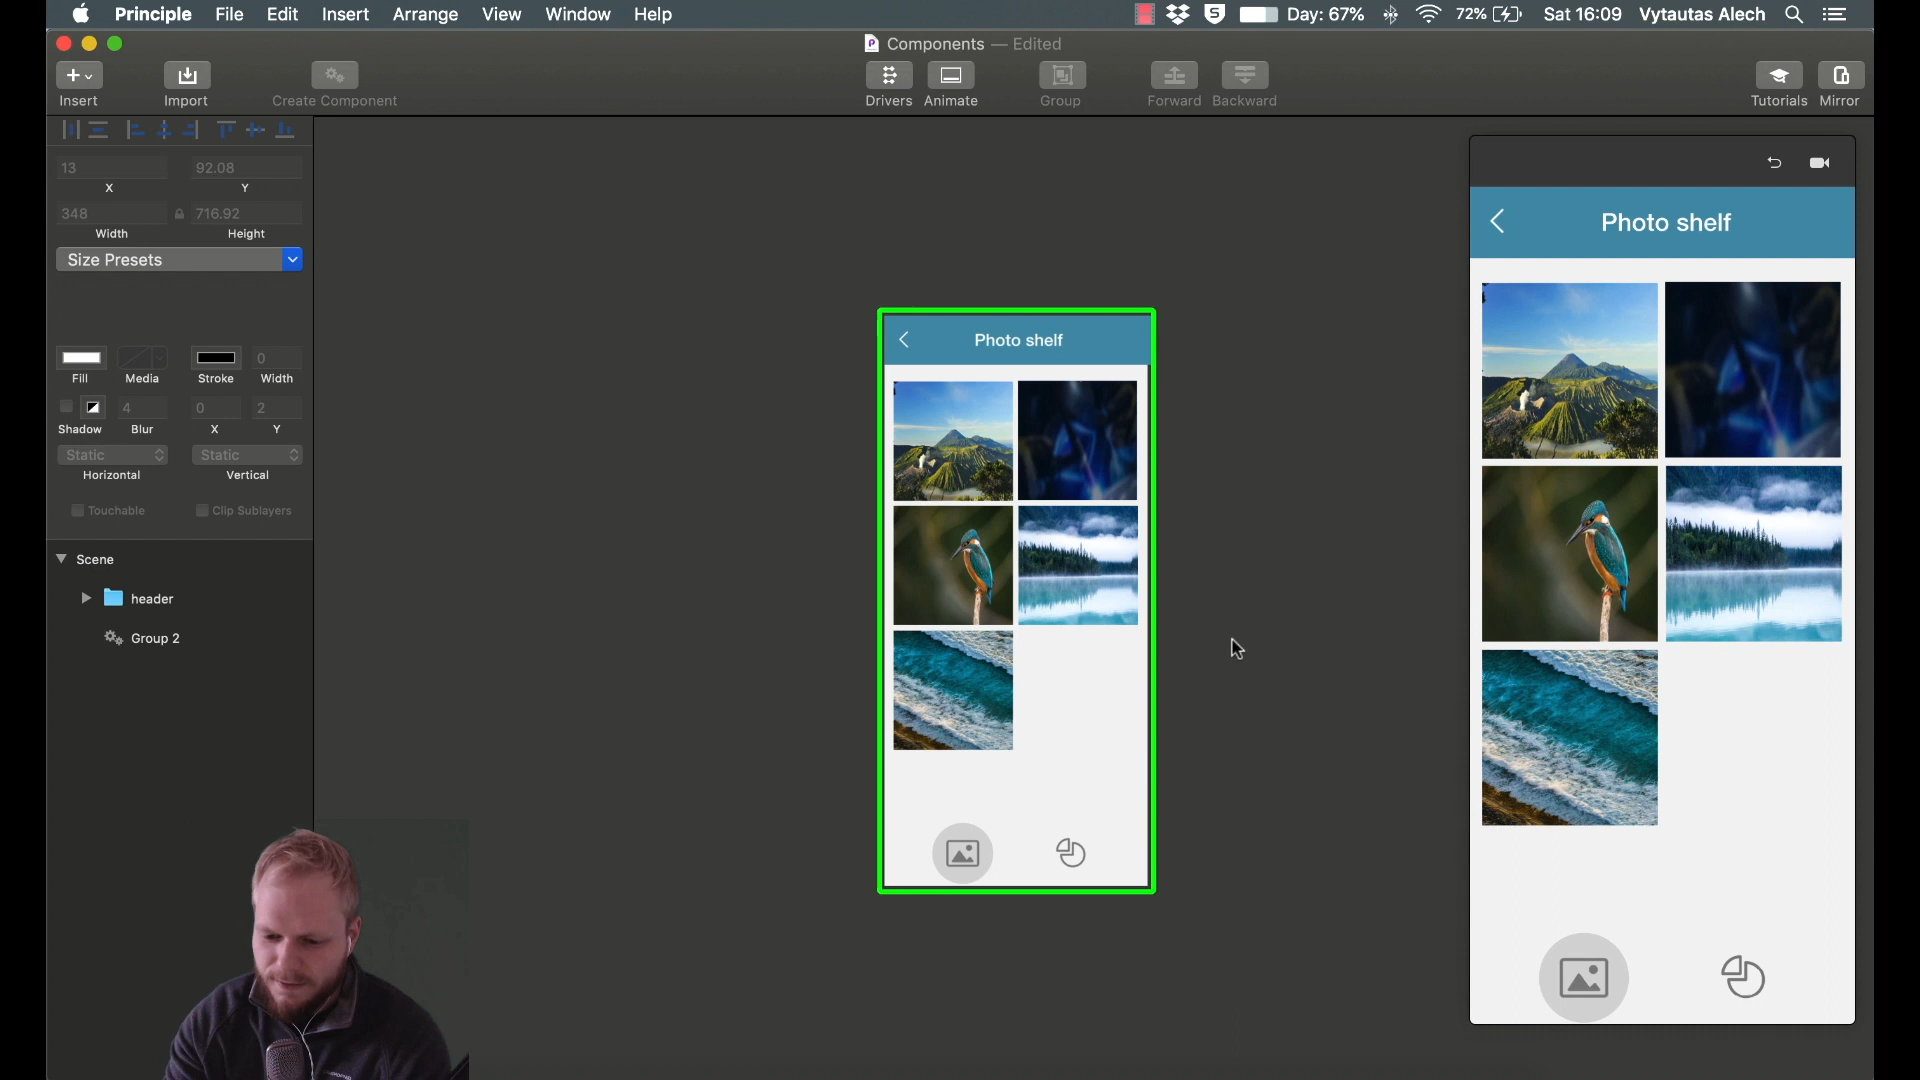 Principle File Edit Insert Arrange View Window Help
S Day: 67% 72% Sat 16:09 Vytautas Alech
Components — Edited
Insert Import Create Component Drivers Animate Group Forward Backward Tutorials Mirror
13 92.08
X Y
348 716.92
Width Height
Size Presets
Fill Media Stroke 0 Width
4 0 2
Shadow Blur X Y
Static Static
Horizontal Vertical
Touchable Clip Sublayers
Scene
header
Group 2
Photo shelf
Photo shelf